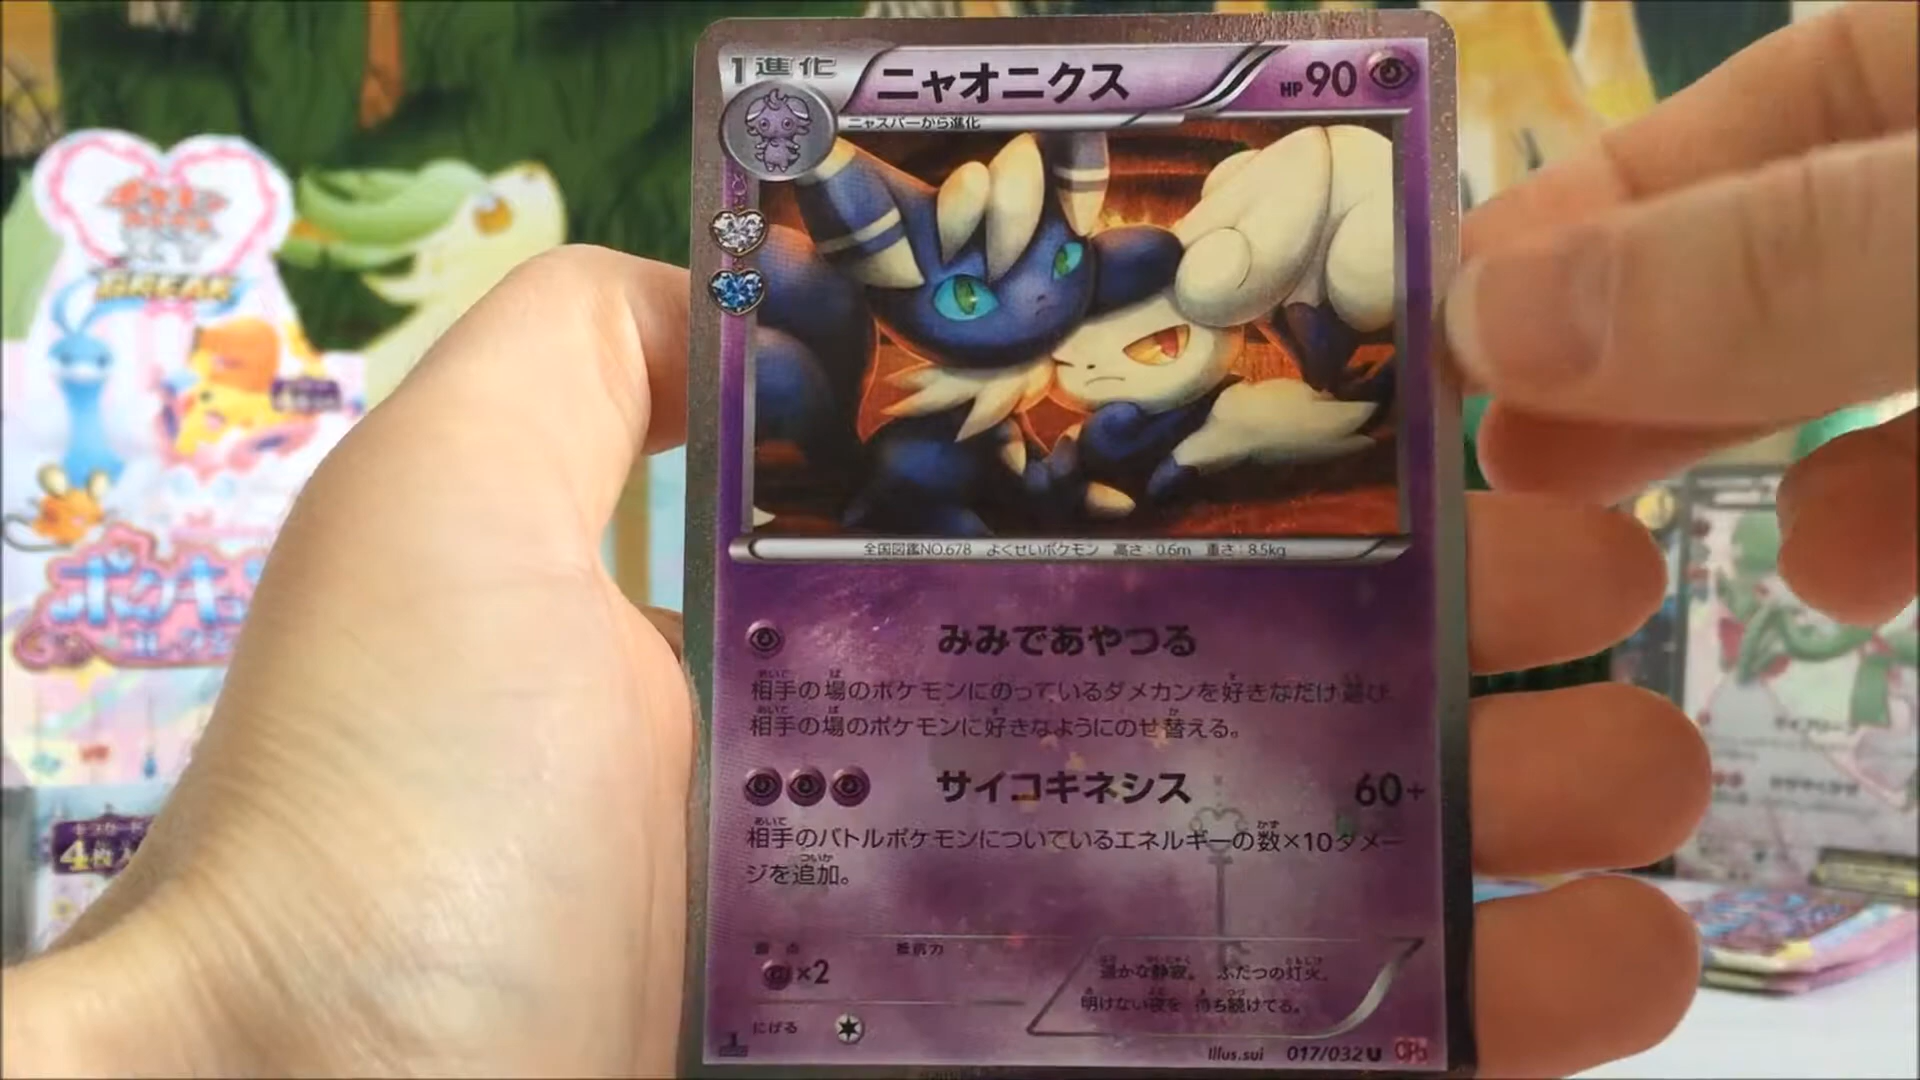 1進化
ニャオニクス
HP90
ニャスパーから進化
全国図鑑NO.678 よくせいポケモン 高さ:0.6m 重さ:8.5kg
みみであやつる
相手の場のポケモンにのっているダメカンを好きなだけ選び、
相手の場のポケモンに好きなようにのせ替える。
サイコキネシス 60+
相手のバトルポケモンについているエネルギーの数×10ダメー
ジを追加。
弱点 抵抗力
×2
遥かな静寂。 ふたつの灯火。
明けない夜を 待ち続けてる。
にげる
Illus.sui 017/032 U
4枚入